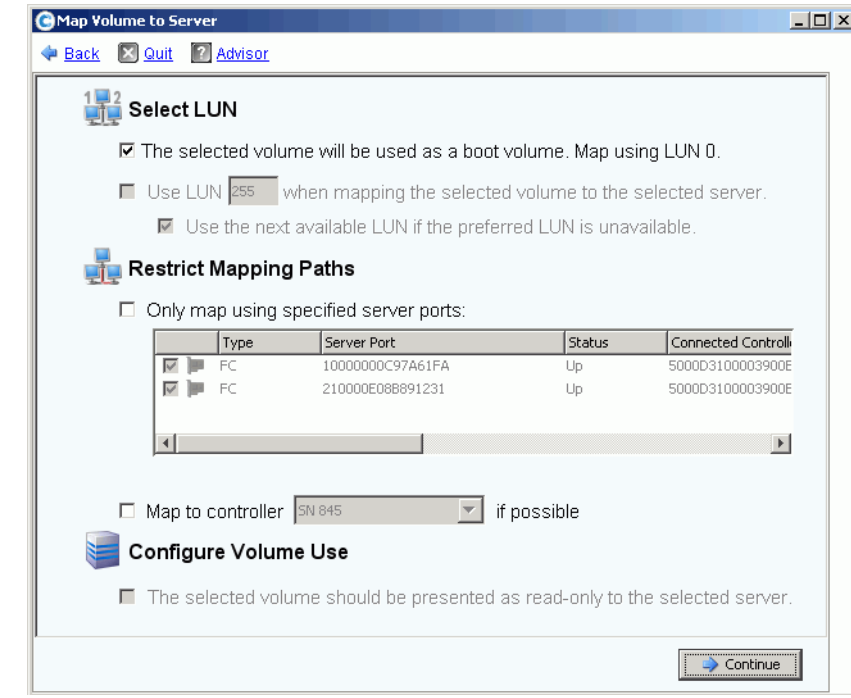 Map Volume to Server
Back Quit Advisor
1 2
Select LUN
The selected volume will be used as a boot volume. Map using LUN 0.
Use LUN 255 when mapping the selected volume to the selected server.
Use the next available LUN if the preferred LUN is unavailable.
Restrict Mapping Paths
Only map using specified server ports:
Type Server Port Status Connected Controll
FC 10000000C97A61FA Up 5000D3100003900E
FC 210000E08B891231 Up 5000D3100003900E
Map to controller SN 845 if possible
Configure Volume Use
The selected volume should be presented as read-only to the selected server.
Continue